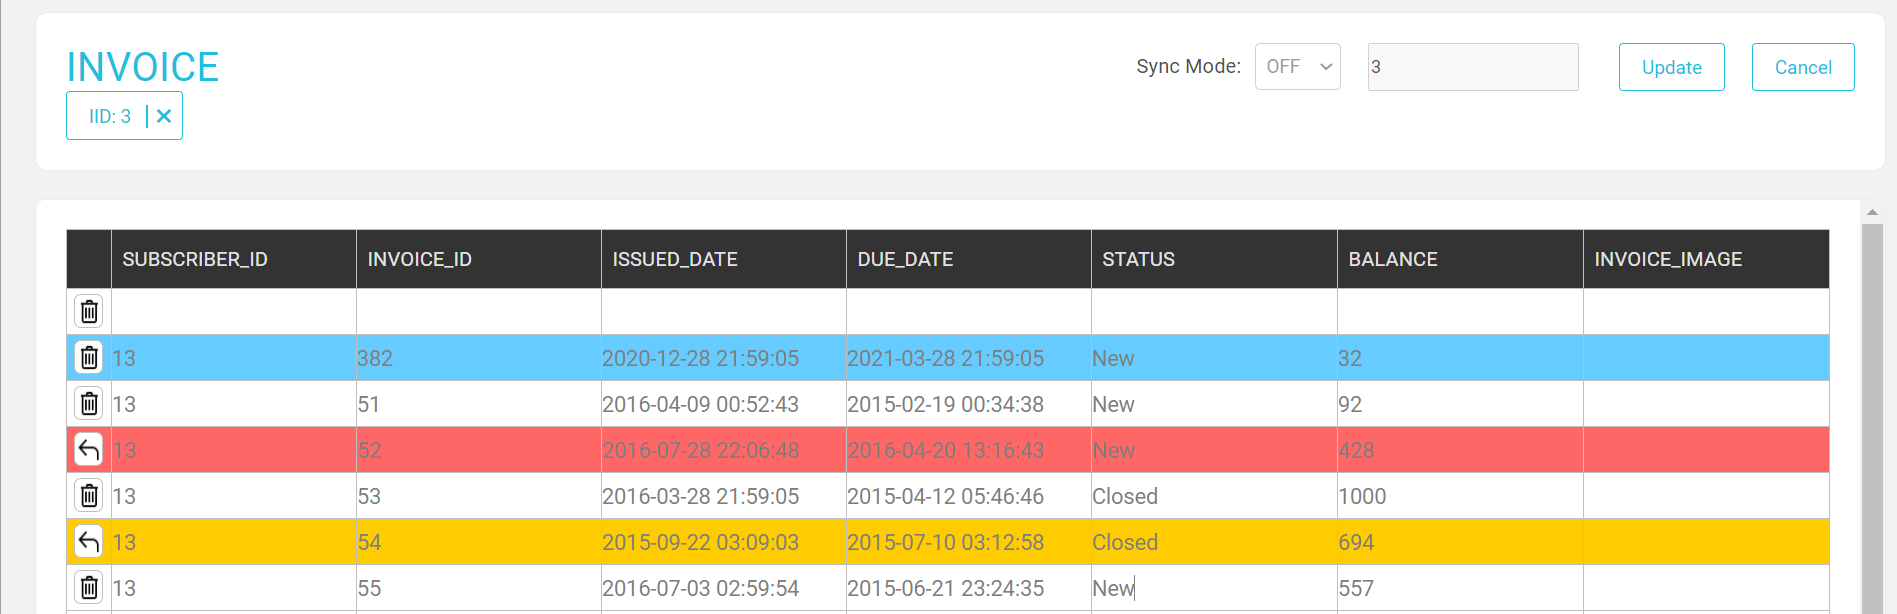 INVOICE
Sync Mode: OFF 3 Update Cancel
IID: 3
SUBSCRIBER_ID INVOICE_ID ISSUED_DATE DUE_DATE STATUS BALANCE INVOICE_IMAGE
13 382 2020-12-28 21:59:05 2021-03-28 21:59:05 New 32
13 51 2016-04-09 00:52:43 2015-02-19 00:34:38 New 92
13 52 2016-07-28 22:06:48 2016-04-20 13:16:43 New 428
13 53 2016-03-28 21:59:05 2015-04-12 05:46:46 Closed 1000
13 54 2015-09-22 03:09:03 2015-07-10 03:12:58 Closed 694
13 55 2016-07-03 02:59:54 2015-06-21 23:24:35 New 557